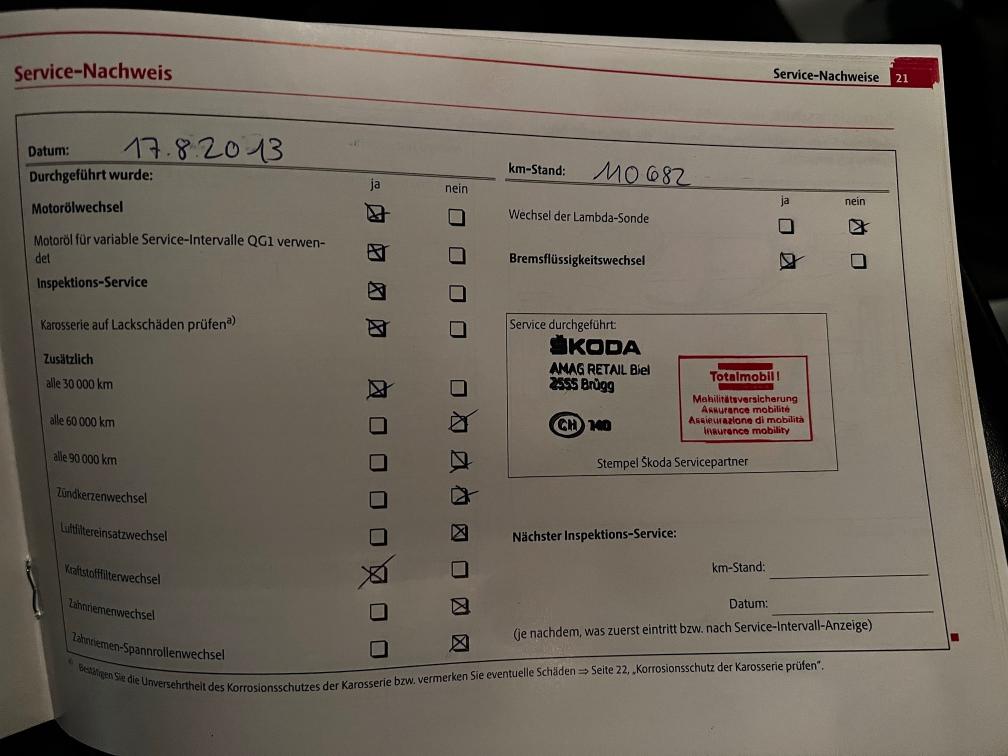 Service-Nachweis
Service-Nachweise 21
Datum: 17.8.2013
km-Stand: 110682
Durchgeführt wurde:
ja nein
Motorölwechsel
Motoröl für variable Service-Intervalle QG1 verwen-
det
Inspektions-Service
Karosserie auf Lackschäden prüfen a)
Zusätzlich
alle 30 000 km
alle 60 000 km
alle 90 000 km
Zündkerzenwechsel
Luftfiltereinsatzwechsel
Kraftstofffilterwechsel
Zahnriemenwechsel
Zahnriemen-Spannrollenwechsel
ja nein
Wechsel der Lambda-Sonde
Bremsflüssigkeitswechsel
Service durchgeführt:
ŠKODA
AMAG RETAIL Biel
2555 Brügg
CH 140
Totalmobil!
Mobilitätsversicherung
Assurance mobilité
Assicurazione di mobilità
Insurance mobility
Stempel Škoda Servicepartner
Nächster Inspektions-Service:
km-Stand:
Datum:
(je nachdem, was zuerst eintritt bzw. nach Service-Intervall-Anzeige)
a) Bestätigen Sie die Unversehrtheit des Korrosionsschutzes der Karosserie bzw. vermerken Sie eventuelle Schäden ⇒ Seite 22, „Korrosionsschutz der Karosserie prüfen“.